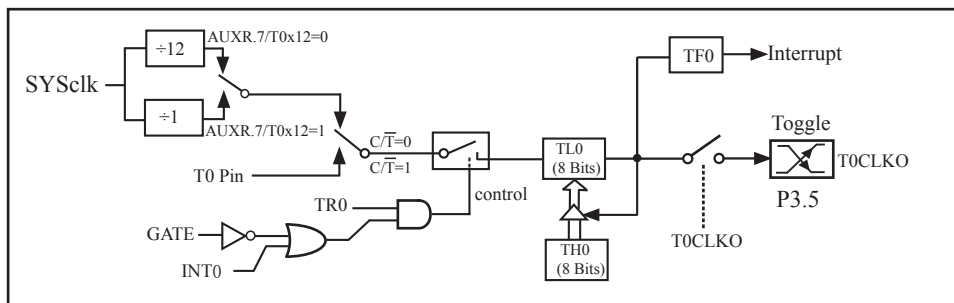 SYSclk
÷12
AUXR.7/T0x12=0
÷1
AUXR.7/T0x12=1
T0 Pin
C/T̅=0
C/T̅=1
control
TR0
GATE
INT0
TL0
(8 Bits)
TH0
(8 Bits)
TF0
Interrupt
Toggle
T0CLKO
P3.5
T0CLKO